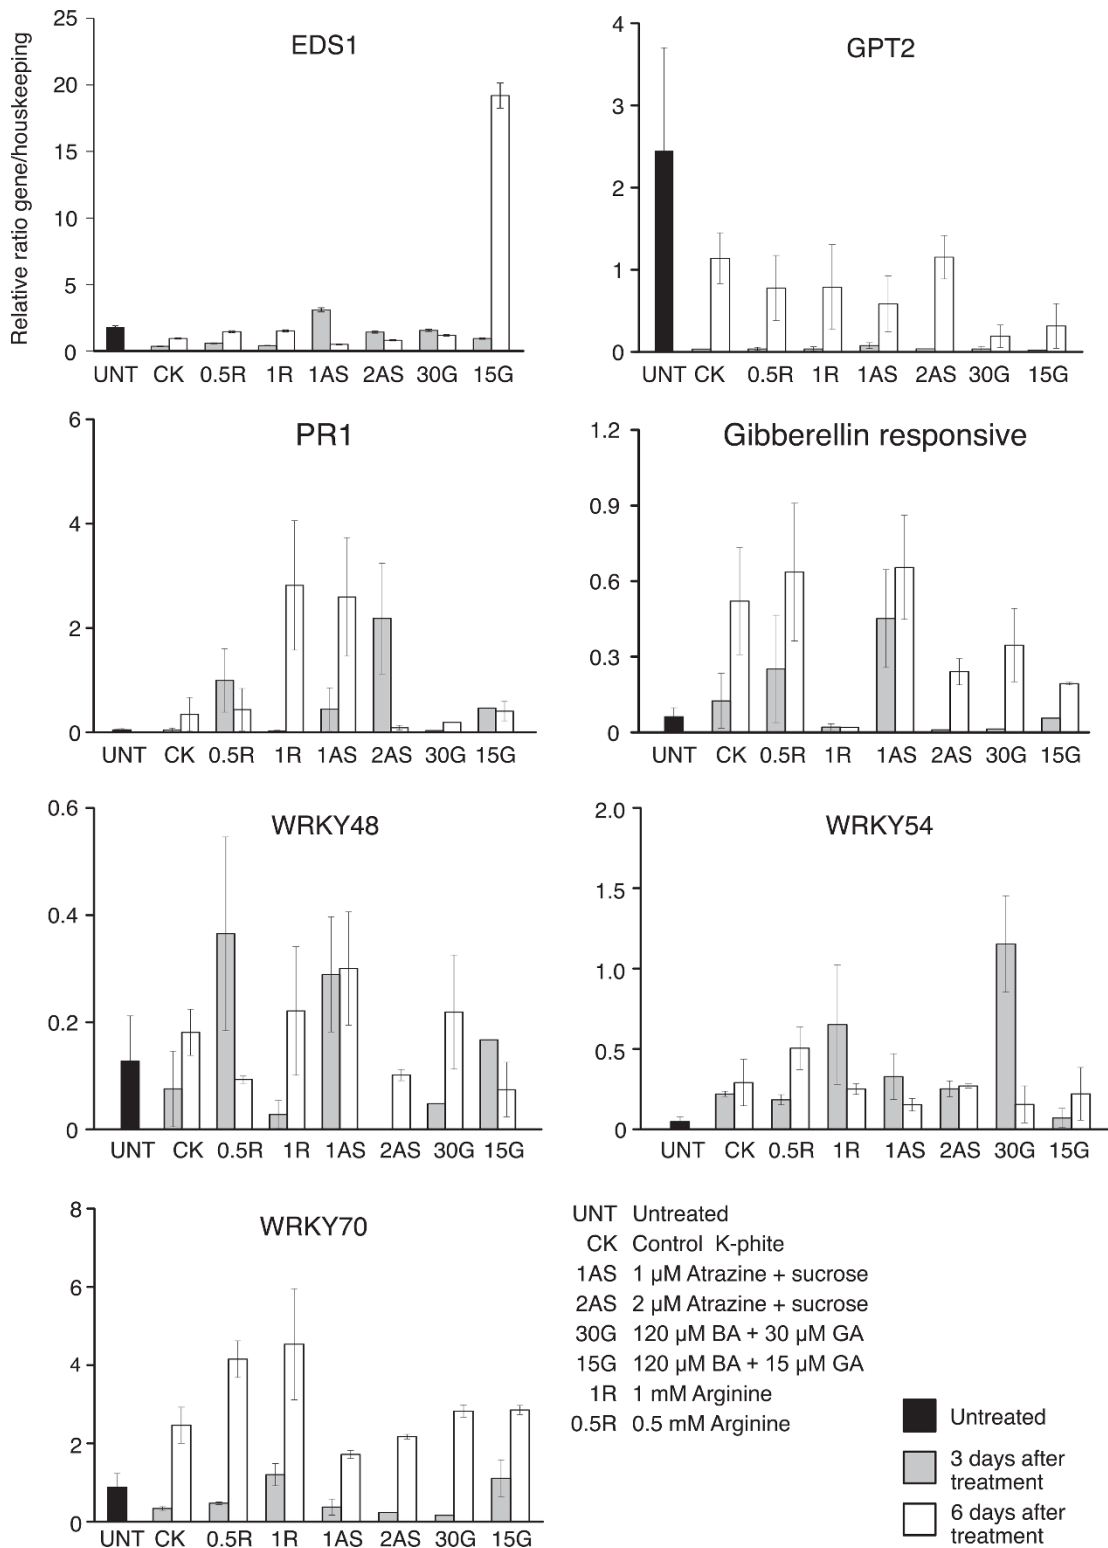 Relative ratio gene/houskeeping
EDS1
25
20
15
10
5
0
UNT CK 0.5R 1R 1AS 2AS 30G 15G
GPT2
4
3
2
1
0
UNT CK 0.5R 1R 1AS 2AS 30G 15G
PR1
6
4
2
0
UNT CK 0.5R 1R 1AS 2AS 30G 15G
Gibberellin responsive
1.2
0.9
0.6
0.3
0
UNT CK 0.5R 1R 1AS 2AS 30G 15G
WRKY48
0.6
0.4
0.2
0
UNT CK 0.5R 1R 1AS 2AS 30G 15G
WRKY54
2.0
1.5
1.0
0.5
0
UNT CK 0.5R 1R 1AS 2AS 30G 15G
WRKY70
8
6
4
2
0
UNT CK 0.5R 1R 1AS 2AS 30G 15G
UNT Untreated
CK Control K-phite
1AS 1 µM Atrazine + sucrose
2AS 2 µM Atrazine + sucrose
30G 120 µM BA + 30 µM GA
15G 120 µM BA + 15 µM GA
1R 1 mM Arginine
0.5R 0.5 mM Arginine
Untreated
3 days after
treatment
6 days after
treatment